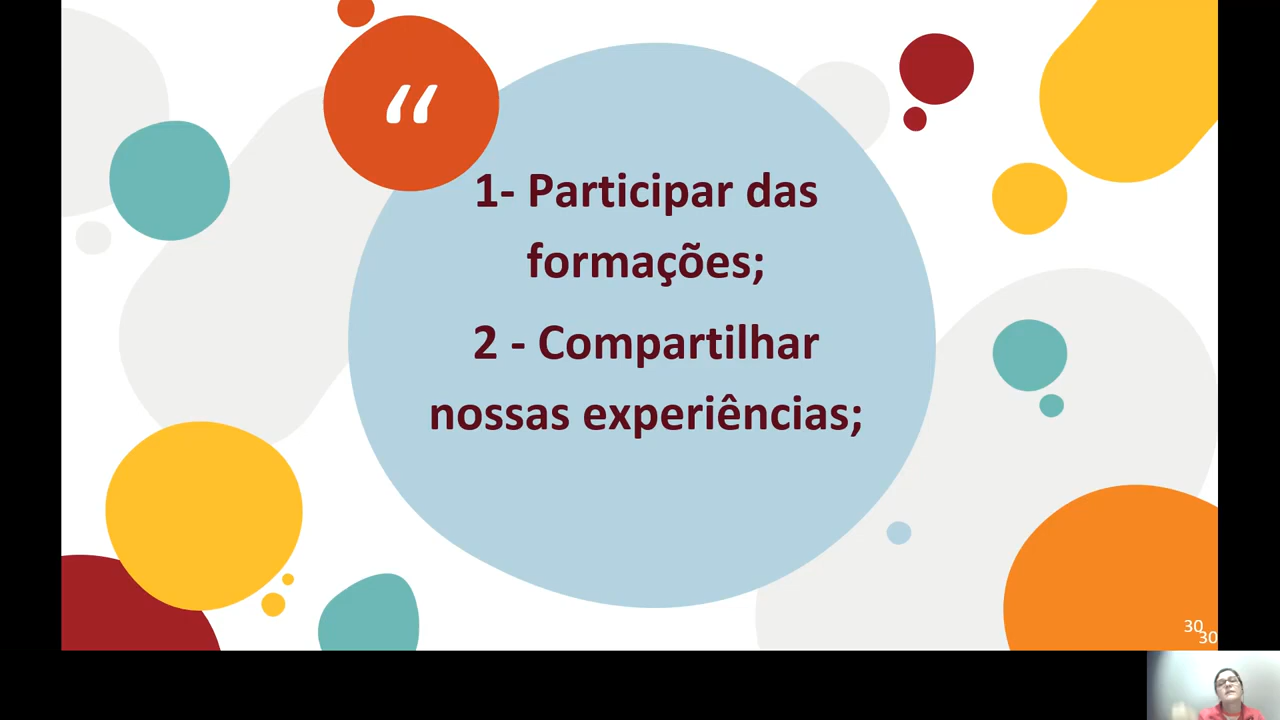 “
1- Participar das
formações;
2 - Compartilhar
nossas experiências;
30
30